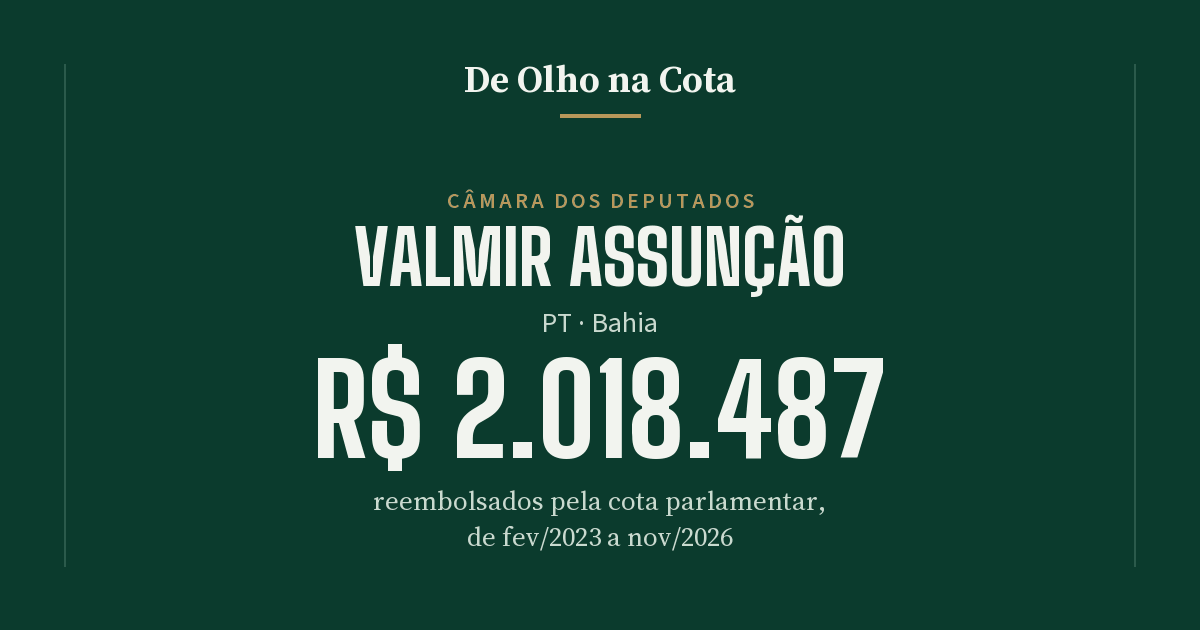 De Olho na Cota
CÂMARA DOS DEPUTADOS
VALMIR ASSUNÇÃO
PT · Bahia
R$ 2.018.487
reembolsados pela cota parlamentar,
de fev/2023 a nov/2026